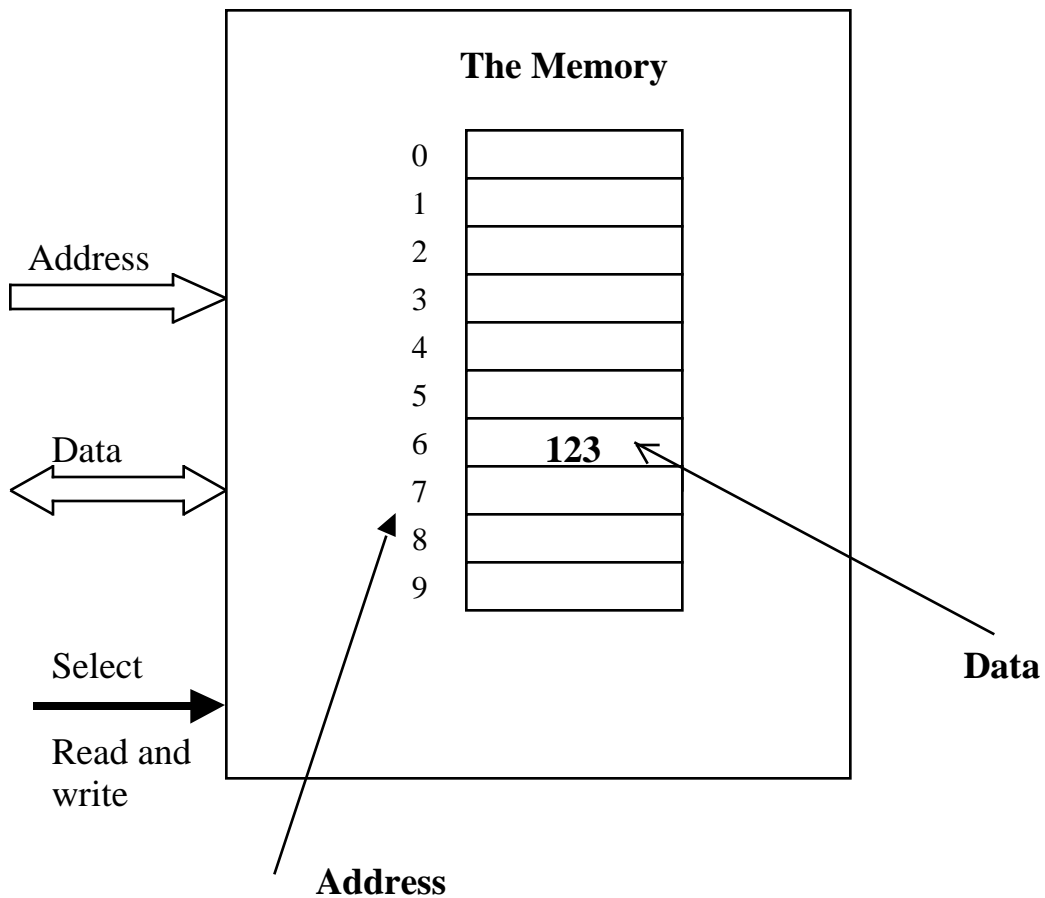 The Memory
0
1
Address
2
3
4
5
Data
6 123
7
8
9
Select
Data
Read and
write
Address